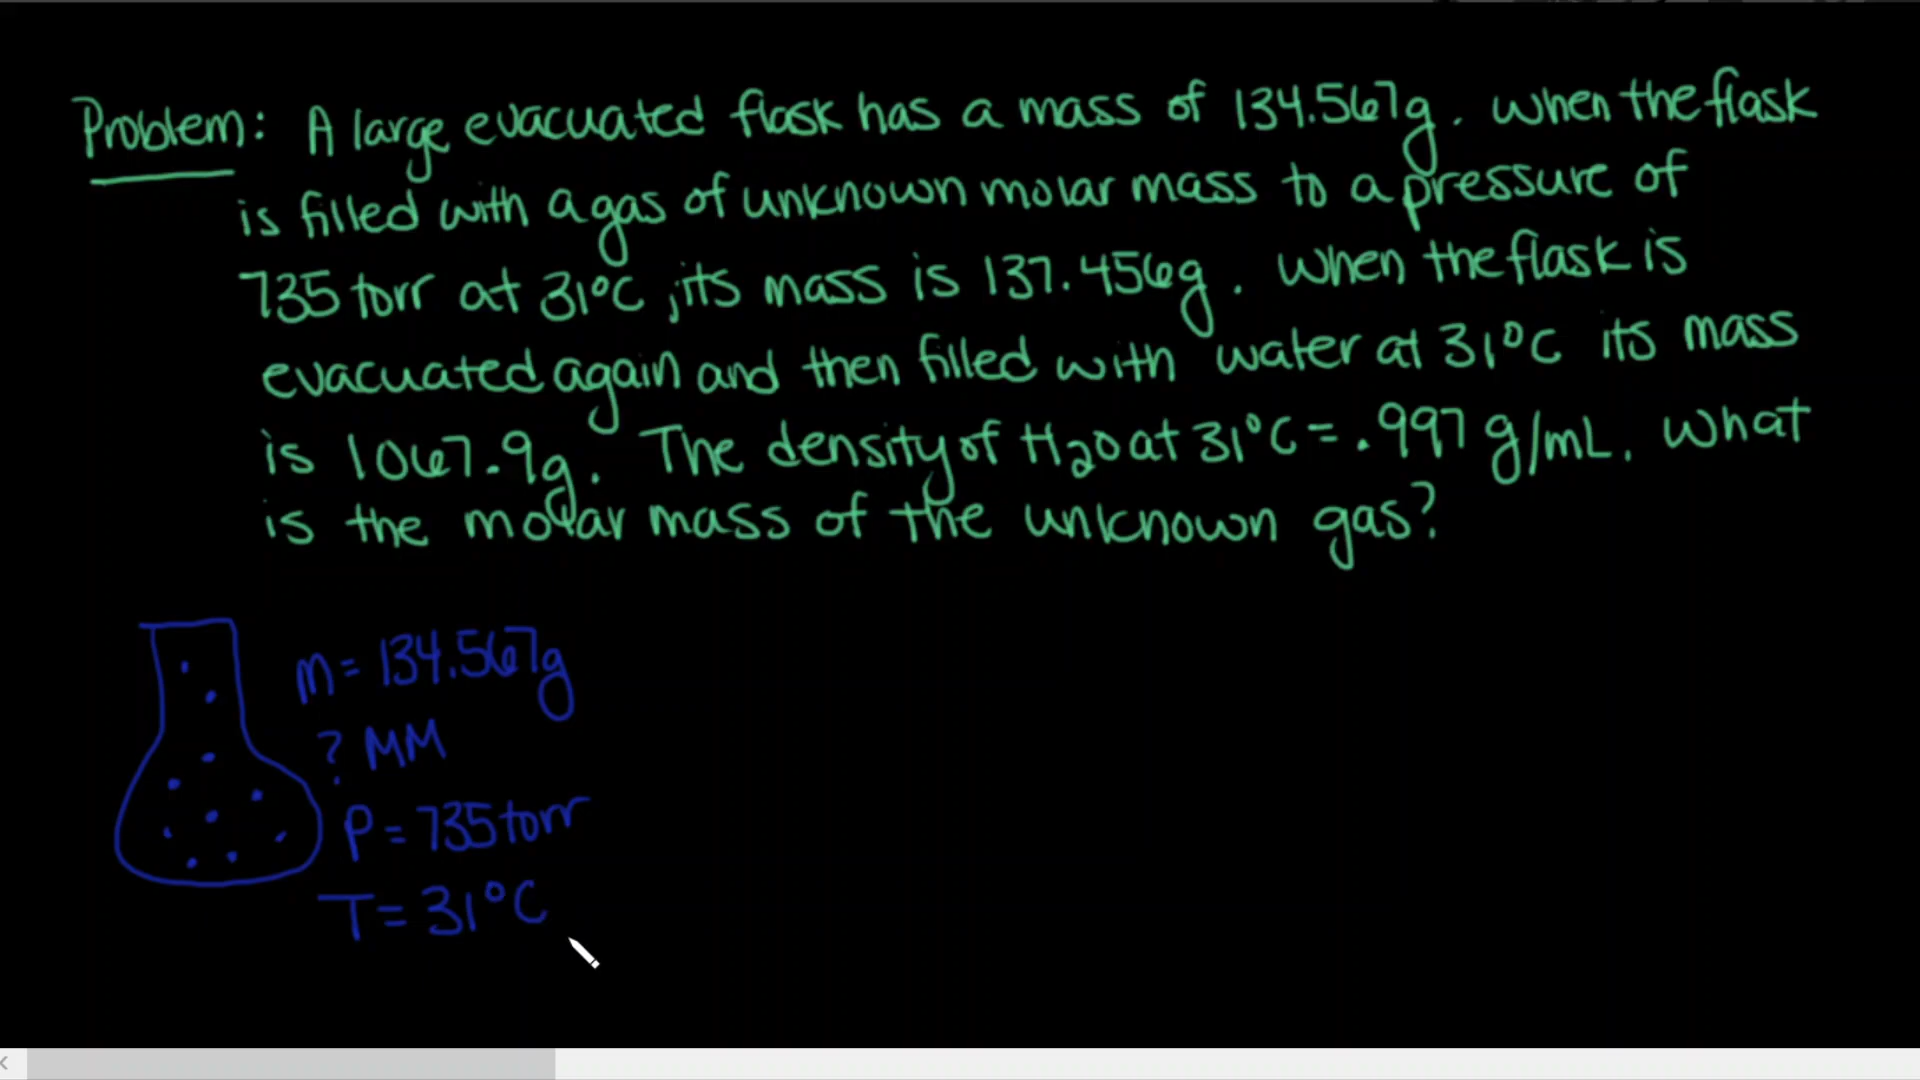 Problem: A large evacuated flask has a mass of 134.567g. When the flask
is filled with a gas of unknown molar mass to a pressure of
735 torr at 31°C, its mass is 137.456g. When the flask is
evacuated again and then filled with water at 31°C its mass
is 1067.9g. The density of H2O at 31°C = .997 g/mL. What
is the molar mass of the unknown gas?
m = 134.567g
? MM
P = 735 torr
T = 31°C